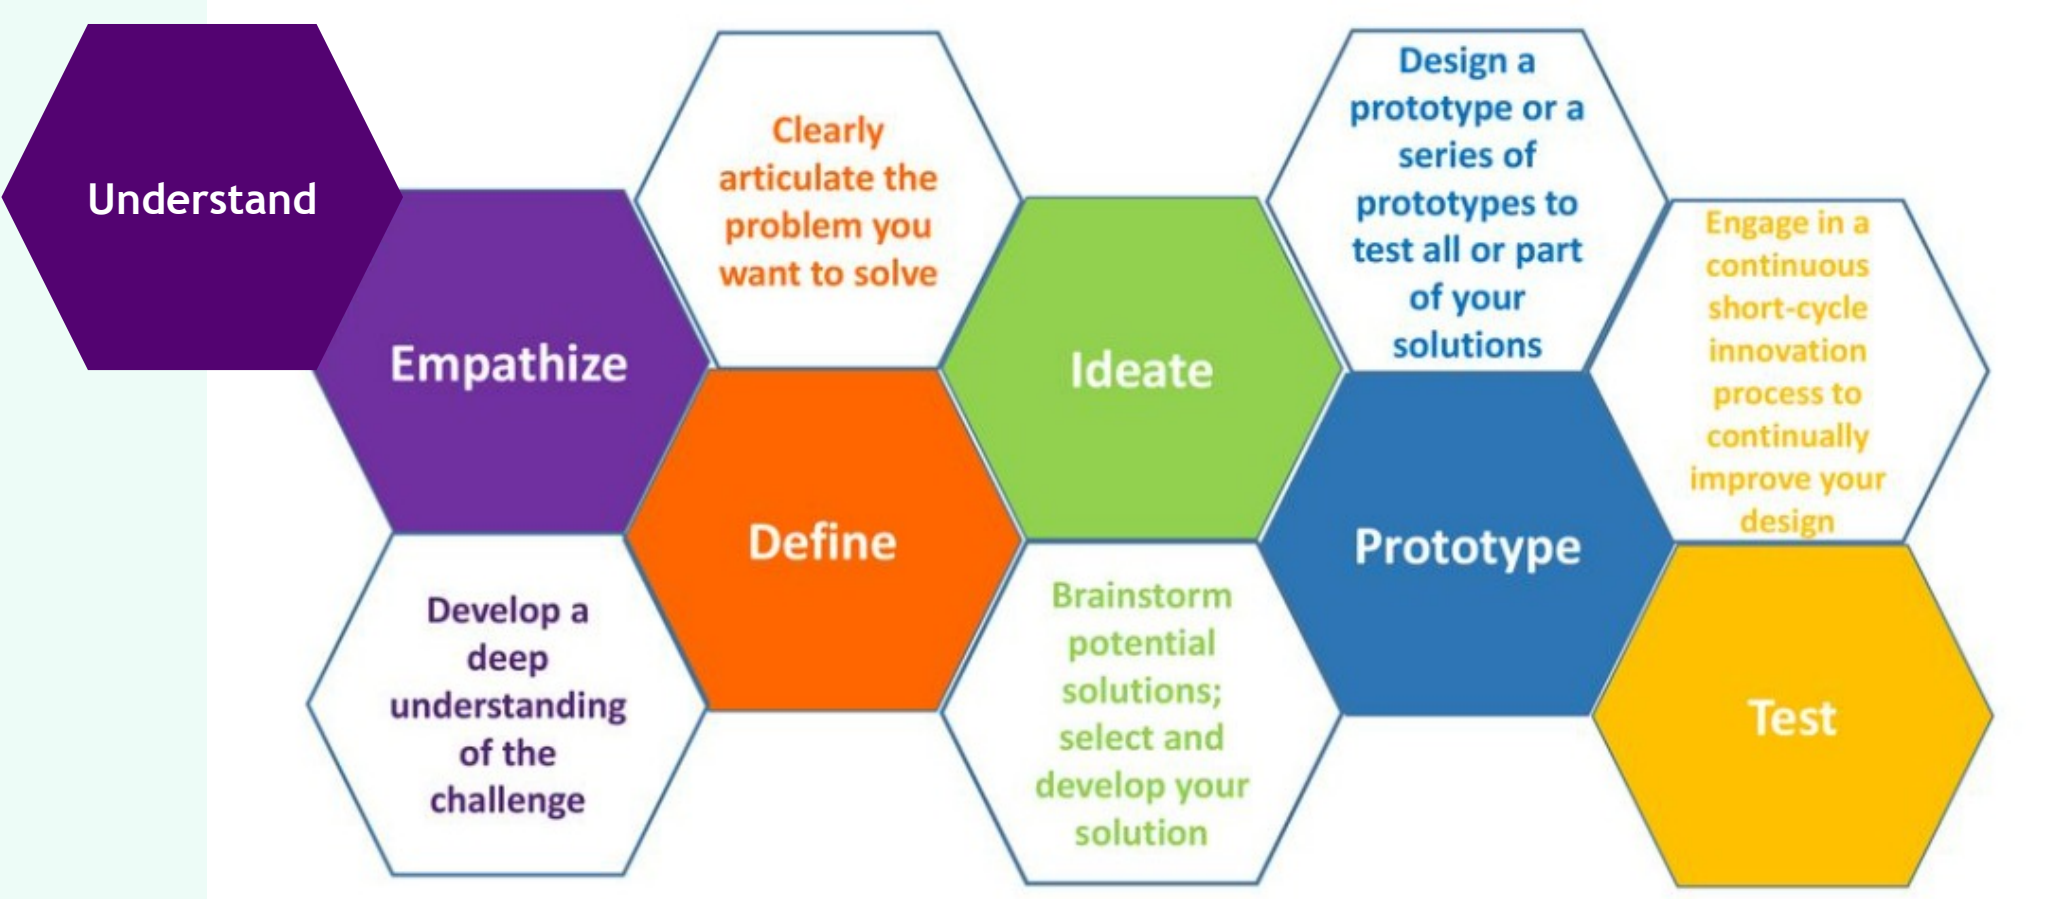 Understand
Empathize
Develop a
deep
understanding
of the
challenge
Clearly
articulate the
problem you
want to solve
Define
Ideate
Brainstorm
potential
solutions;
select and
develop your
solution
Design a
prototype or a
series of
prototypes to
test all or part
of your
solutions
Prototype
Engage in a
continuous
short-cycle
innovation
process to
continually
improve your
design
Test